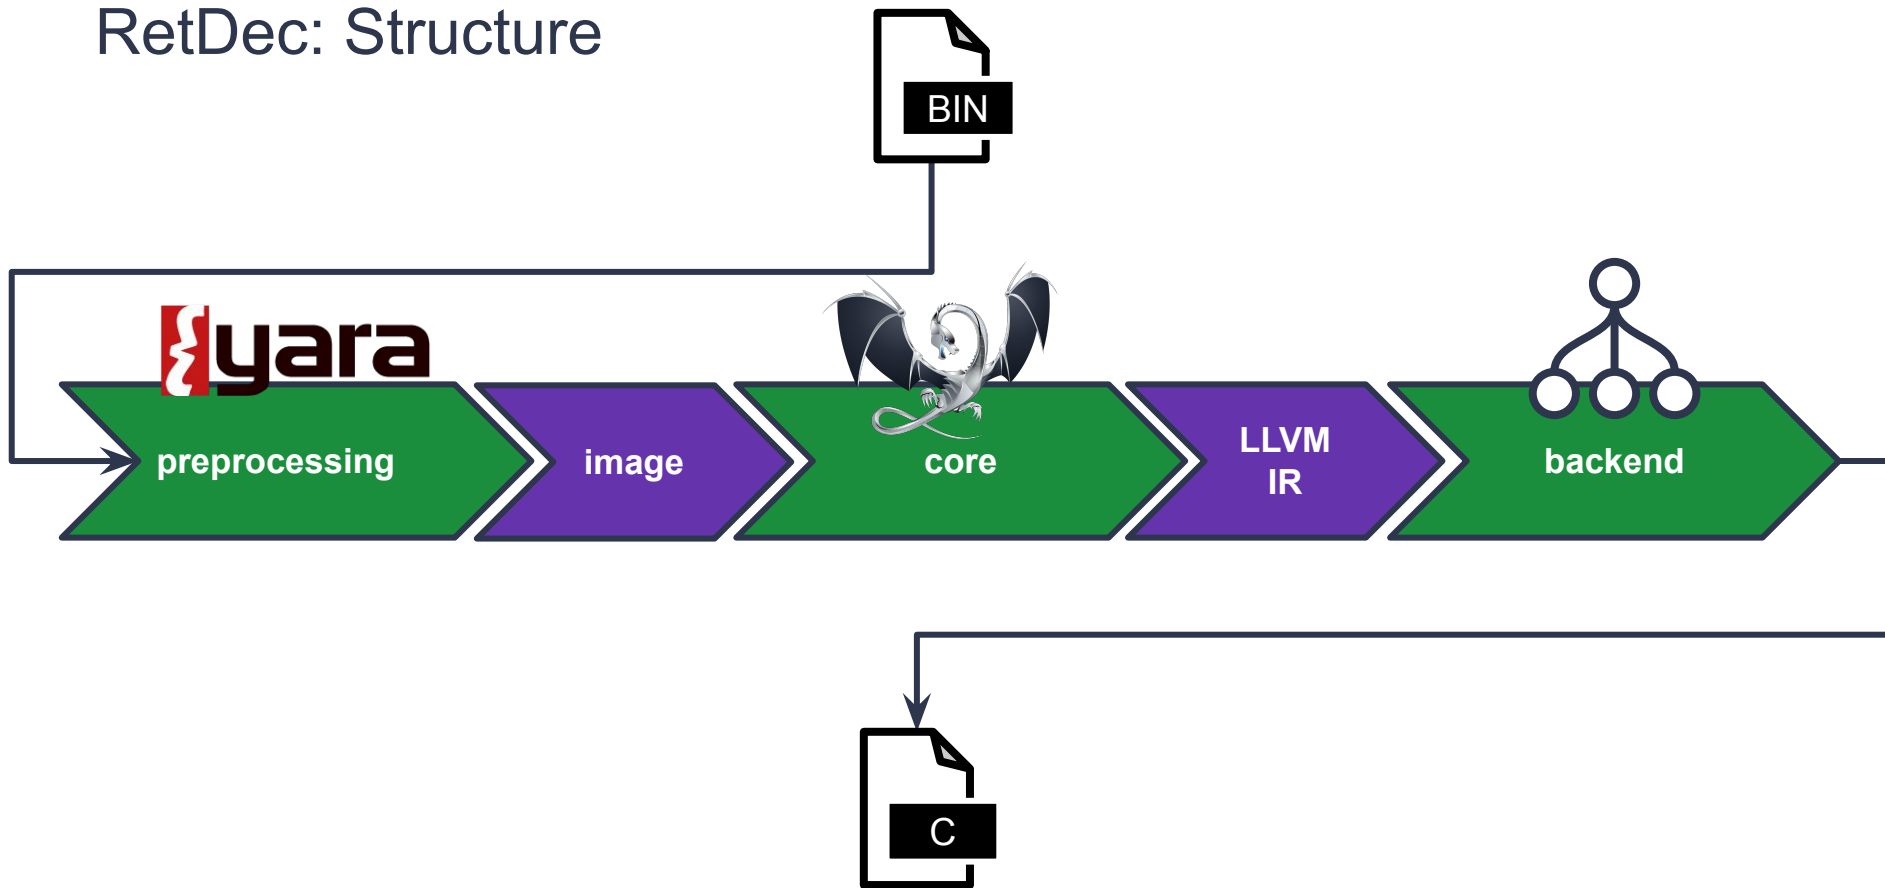 RetDec: Structure
BIN
yara
preprocessing
image
core
LLVM
IR
backend
C